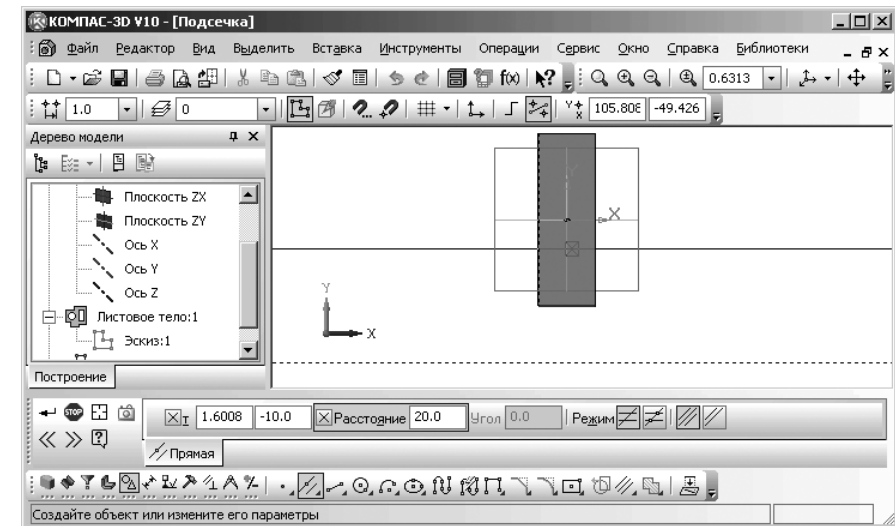 КОМПАС-3D V10 - [Подсечка]
Файл Редактор Вид Выделить Вставка Инструменты Операции Сервис Окно Справка Библиотеки
f(x) 0.6313
1.0 0 105.808 -49.426
Дерево модели
Плоскость ZX
Плоскость ZY
Ось X
Ось Y
Ось Z
Листовое тело:1
Эскиз:1
Построение
Y
X
Y
X
STOP T 1.6008 -10.0 Расстояние 20.0 Угол 0.0 Режим
Прямая
Создайте объект или измените его параметры